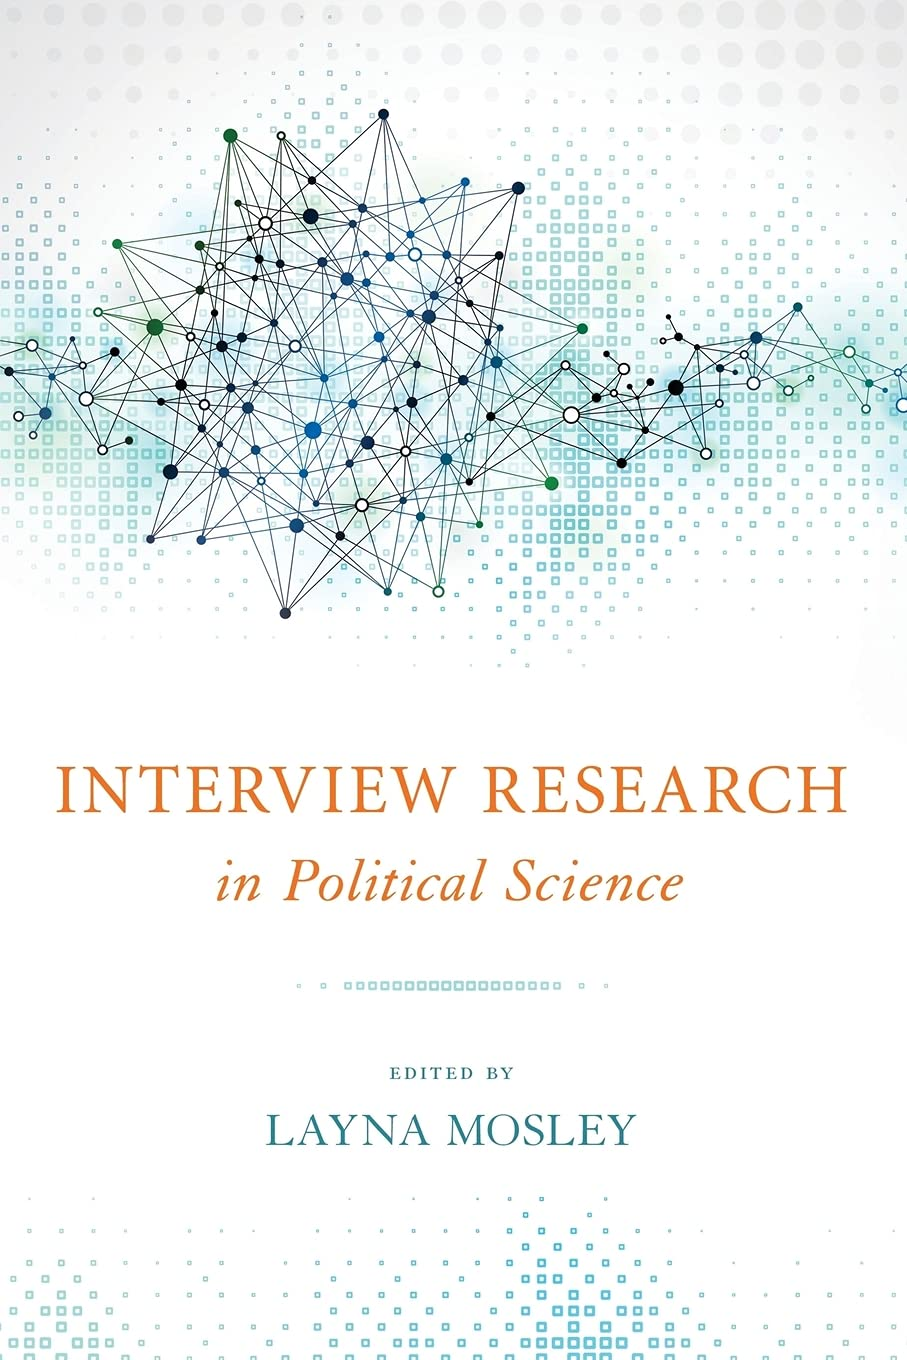 INTERVIEW RESEARCH
in Political Science
EDITED BY
LAYNA MOSLEY